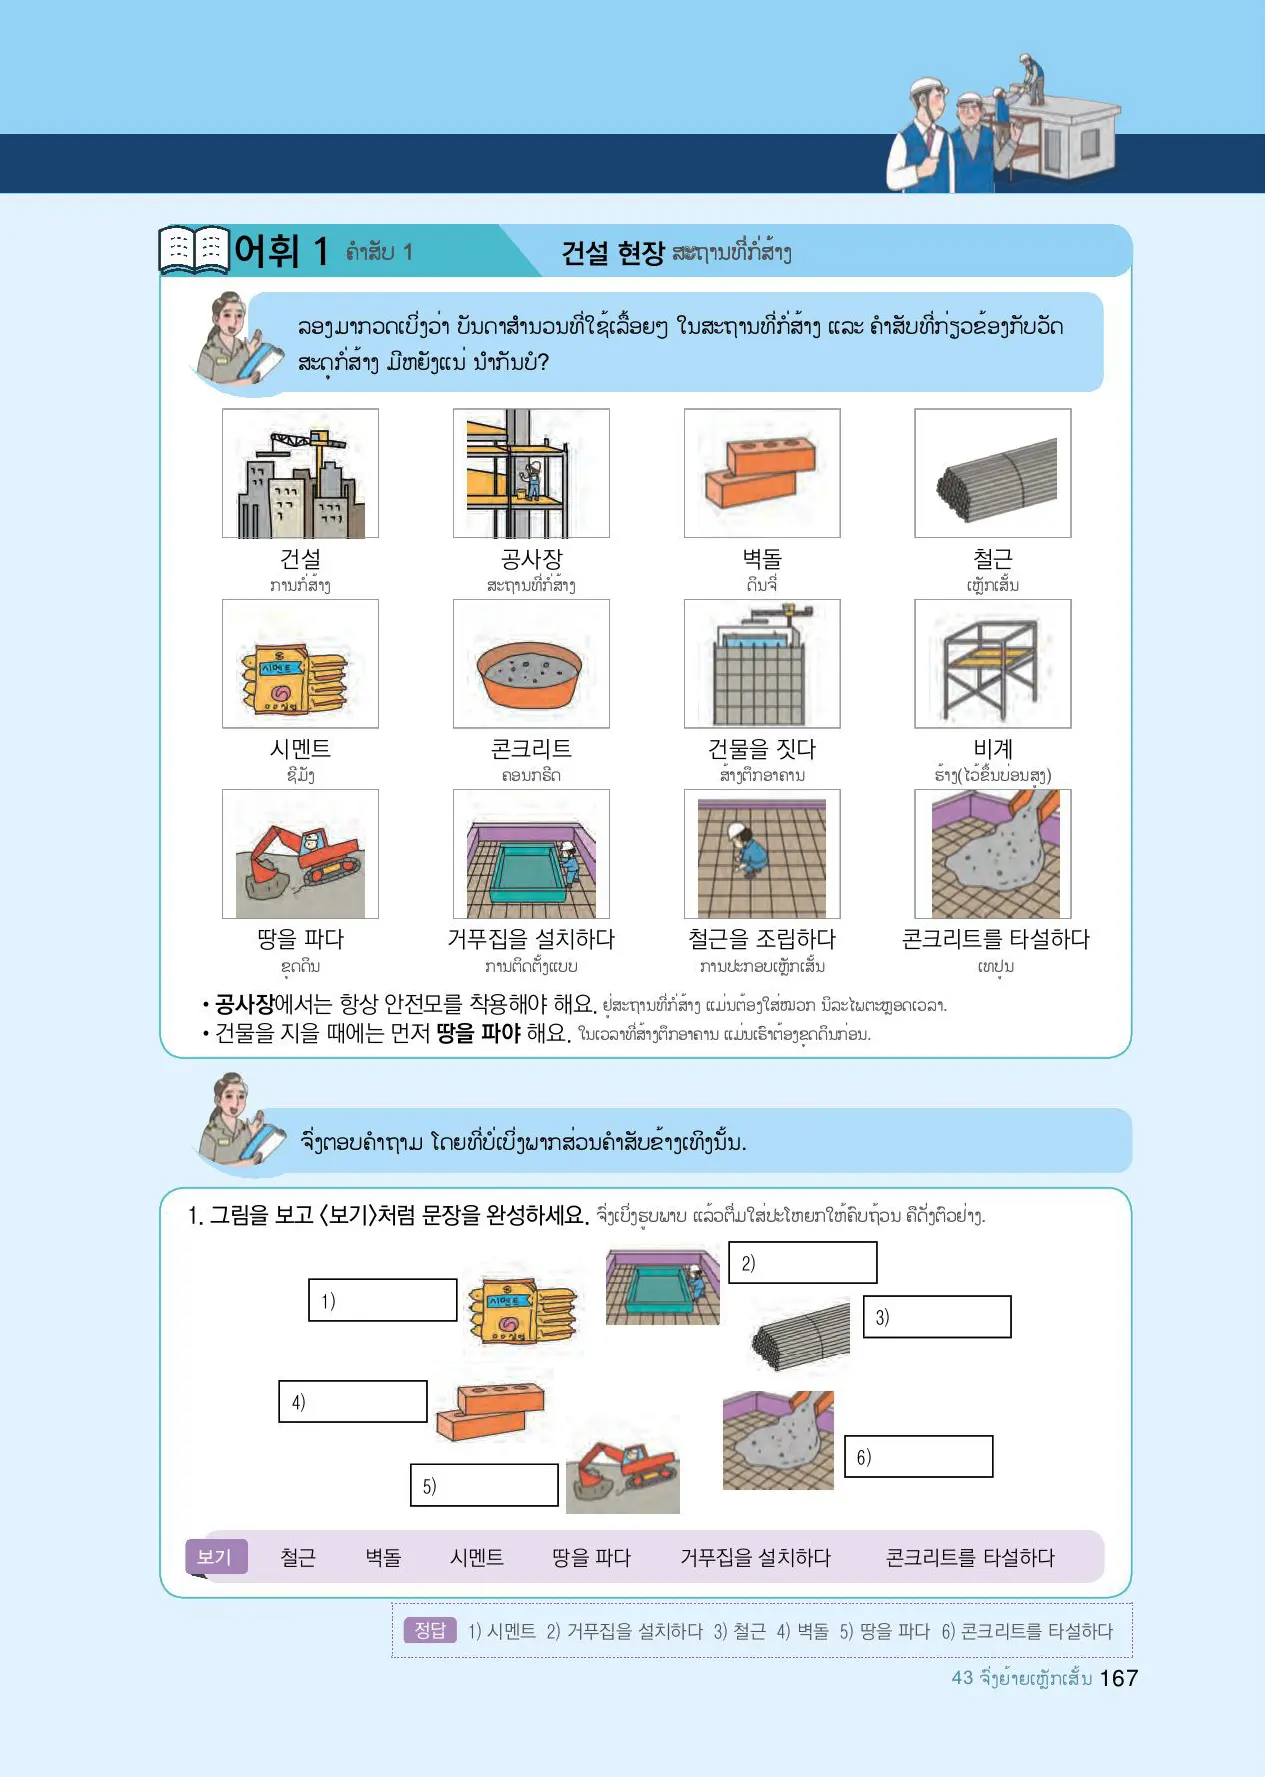 어휘 1 ຄຳສັບ 1
건설 현장 ສະຖານທີ່ກໍ່ສ້າງ
ລອງມາກວດເບິ່ງວ່າ ບັນດາສຳນວນທີ່ໃຊ້ເລື້ອຍໆ ໃນສະຖານທີ່ກໍ່ສ້າງ ແລະ ຄຳສັບທີ່ກ່ຽວຂ້ອງກັບວັດ
ສະດຸກໍ່ສ້າງ ມີຫຍັງແນ່ ນຳກັນບໍ?
건설 공사장 벽돌 철근
ການກໍ່ສ້າງ ສະຖານທີ່ກໍ່ສ້າງ ດິນຈີ່ ເຫຼັກເສັ້ນ
시멘트
시멘트 콘크리트 건물을 짓다 비계
ຊີມັງ ຄອນກຣີດ ສ້າງຕຶກອາຄານ ຮ້າງ(ໄວ້ຂຶ້ນບ່ອນສູງ)
땅을 파다 거푸집을 설치하다 철근을 조립하다 콘크리트를 타설하다
ຂຸດດິນ ການຕິດຕັ້ງແບບ ການປະກອບເຫຼັກເສັ້ນ ເທປູນ
• 공사장에서는 항상 안전모를 착용해야 해요. ຢູ່ສະຖານທີ່ກໍ່ສ້າງ ແມ່ນຕ້ອງໃສ່ໝວກ ນິລະໄພຕະຫຼອດເວລາ.
• 건물을 지을 때에는 먼저 땅을 파야 해요. ໃນເວລາທີ່ສ້າງຕຶກອາຄານ ແມ່ນເຮົາຕ້ອງຂຸດດິນກ່ອນ.
ຈົ່ງຕອບຄຳຖາມ ໂດຍທີ່ບໍ່ເບິ່ງພາກສ່ວນຄຳສັບຂ້າງເທິງນັ້ນ.
1. 그림을 보고 〈보기〉처럼 문장을 완성하세요. ຈົ່ງເບິ່ງຮູບພາບ ແລ້ວຕື່ມໃສ່ປະໂຫຍກໃຫ້ຄົບຖ້ວນ ຄືດັ່ງຕົວຢ່າງ.
1)
시멘트
2)
3)
4)
5)
6)
보기 철근 벽돌 시멘트 땅을 파다 거푸집을 설치하다 콘크리트를 타설하다
정답 1) 시멘트 2) 거푸집을 설치하다 3) 철근 4) 벽돌 5) 땅을 파다 6) 콘크리트를 타설하다
43 ຈົ່ງຍ້າຍເຫຼັກເສັ້ນ 167